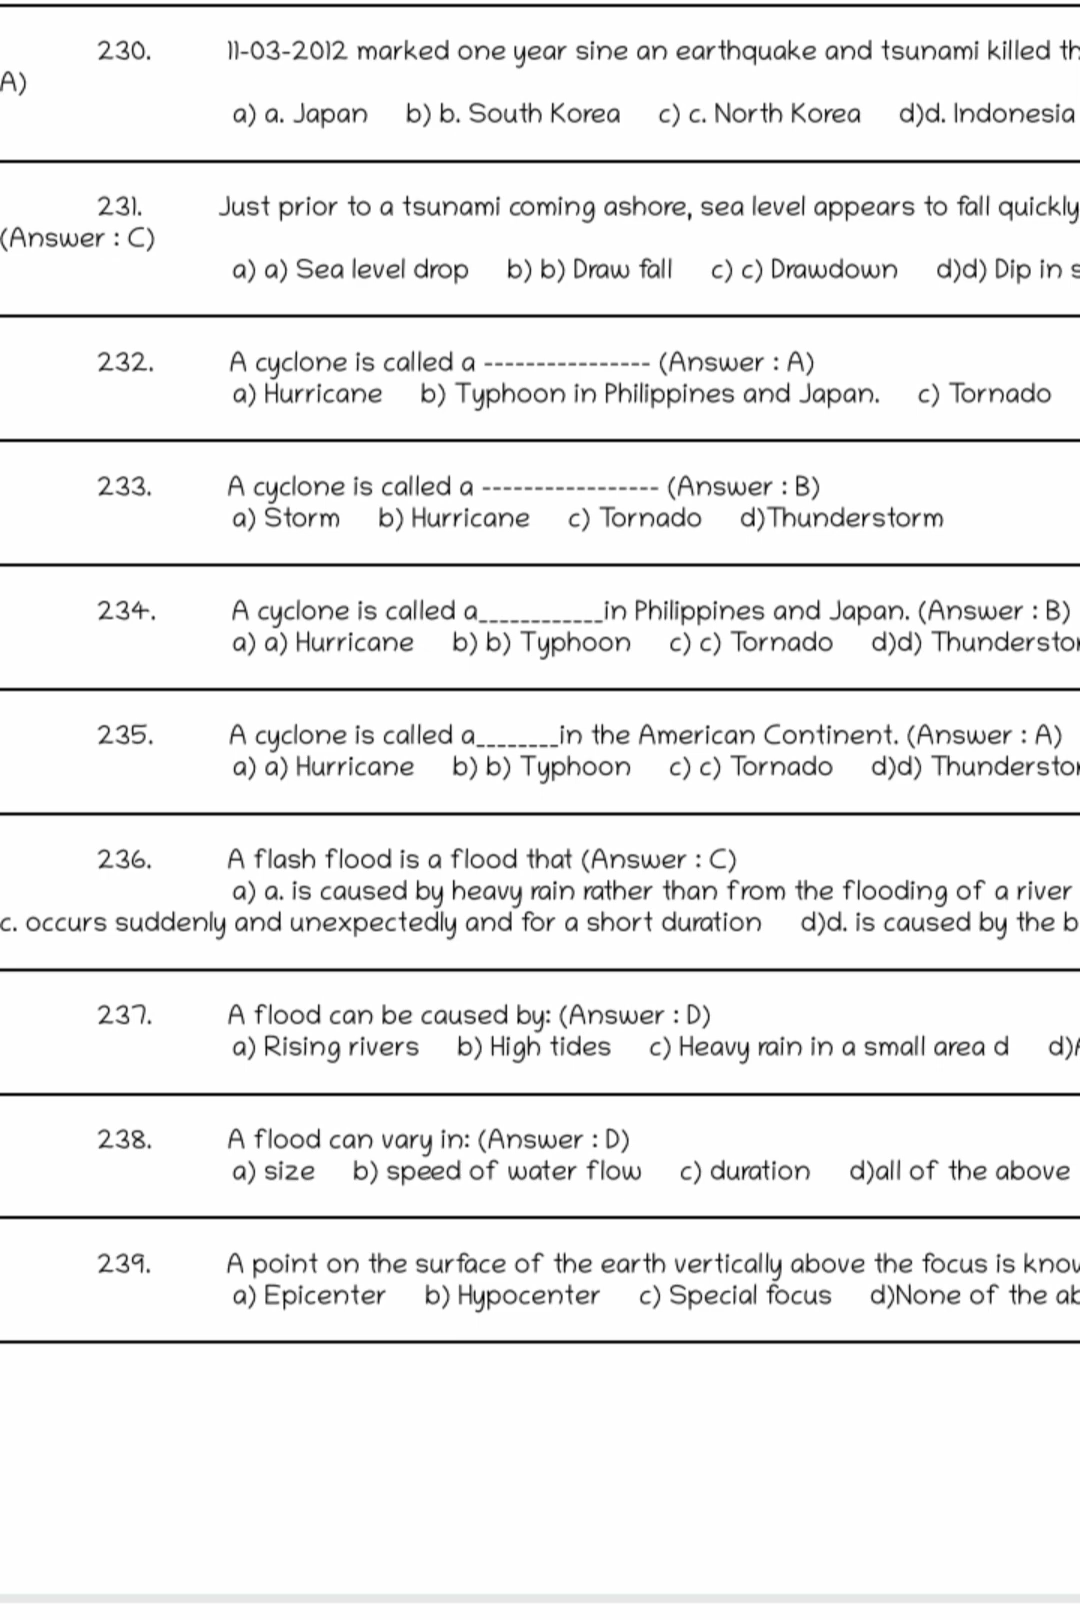 230. 11-03-2012 marked one year sine an earthquake and tsunami killed
A)
a) a. Japan b) b. South Korea c) c. North Korea d)d. Indonesia
231. Just prior to a tsunami coming ashore, sea level appears to fall quickly
(Answer : C)
a) a) Sea level drop b) b) Draw fall c) c) Drawdown d)d) Dip in
232. A cyclone is called a ---------------- (Answer : A)
a) Hurricane b) Typhoon in Philippines and Japan. c) Tornado
233. A cyclone is called a ----------------- (Answer : B)
a) Storm b) Hurricane c) Tornado d)Thunderstorm
234. A cyclone is called a____________in Philippines and Japan. (Answer : B)
a) a) Hurricane b) b) Typhoon c) c) Tornado d)d)
235. A cyclone is called a________in the American Continent. (Answer : A)
a) a) Hurricane b) b) Typhoon c) c) Tornado d)d)
236. A flash flood is a flood that (Answer : C)
a) a. is caused by heavy rain rather than from the flooding of a river
c. occurs suddenly and unexpectedly and for a short duration d)d. is caused by the
237. A flood can be caused by: (Answer : D)
a) Rising rivers b) High tides c) Heavy rain in a small area d d)
238. A flood can vary in: (Answer : D)
a) size b) speed of water flow c) duration d)all of the above
239. A point on the surface of the earth vertically above the focus is
a) Epicenter b) Hypocenter c) Special focus d)None of the